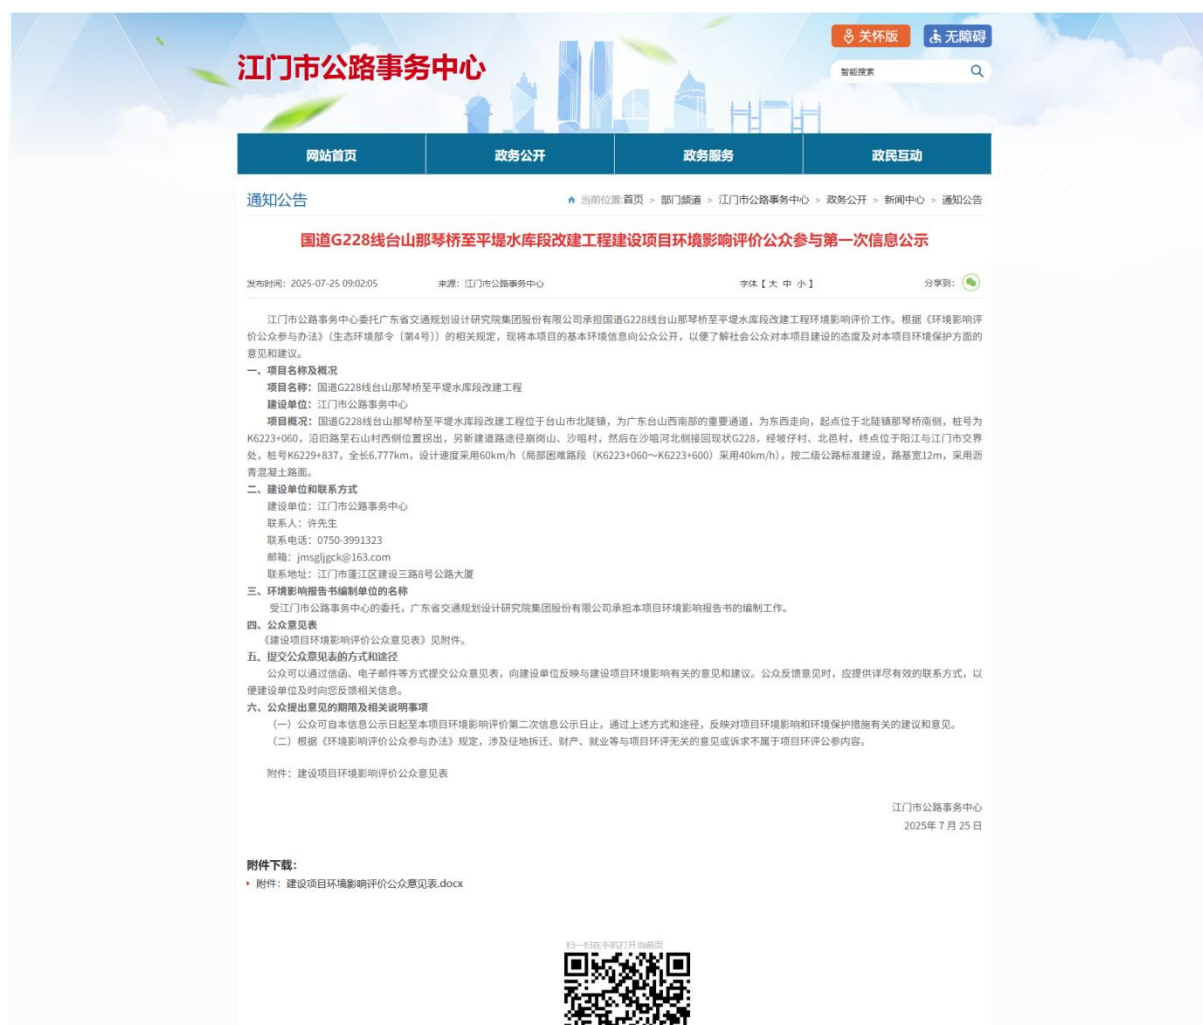 关怀版
无障碍
江门市公路事务中心
智能搜索
网站首页 政务公开 政务服务 政民互动
通知公告
当前位置:首页 > 部门频道 > 江门市公路事务中心 > 政务公开 > 新闻中心 > 通知公告
国道G228线台山那琴桥至平堤水库段改建工程建设项目环境影响评价公众参与第一次信息公示
发布时间：2025-07-25 09:02:05 来源：江门市公路事务中心 字体【 大 中 小 】 分享到：
江门市公路事务中心委托广东省交通规划设计研究院集团股份有限公司承担国道G228线台山那琴桥至平堤水库段改建工程环境影响评价工作。根据《环境影响评
价公众参与办法》（生态环境部令〔第4号〕）的相关规定，现将本项目的基本环境信息向公众公开，以便了解社会公众对本项目建设的态度及对本项目环境保护方面的
意见和建议。
一、项目名称及概况
项目名称：国道G228线台山那琴桥至平堤水库段改建工程
建设单位：江门市公路事务中心
项目概况：国道G228线台山那琴桥至平堤水库段改建工程位于台山市北陡镇，为广东台山西南部的重要通道，为东西走向，起点位于北陡镇那琴桥南侧，桩号为
K6223+060，沿旧路至石山村西侧位置拐出，另新建道路途径崩岗山、沙咀村，然后在沙咀河北侧接回现状G228，经坡仔村、北邑村，终点位于阳江与江门市交界
处，桩号K6229+837，全长6.777km，设计速度采用60km/h（局部困难路段（K6223+060～K6223+600）采用40km/h），按二级公路标准建设，路基宽12m，采用沥
青混凝土路面。
二、建设单位和联系方式
建设单位：江门市公路事务中心
联系人：许先生
联系电话：0750-3991323
邮箱：jmsgljgck@163.com
联系地址：江门市蓬江区建设三路8号公路大厦
三、环境影响报告书编制单位的名称
受江门市公路事务中心的委托，广东省交通规划设计研究院集团股份有限公司承担本项目环境影响报告书的编制工作。
四、公众意见表
《建设项目环境影响评价公众意见表》见附件。
五、提交公众意见表的方式和途径
公众可以通过信函、电子邮件等方式提交公众意见表，向建设单位反映与建设项目环境影响有关的意见和建议。公众反馈意见时，应提供详尽有效的联系方式，以
便建设单位及时向您反馈相关信息。
六、公众提出意见的期限及相关说明事项
（一）公众可自本信息公示日起至本项目环境影响评价第二次信息公示日止，通过上述方式和途径，反映对项目环境影响和环境保护措施有关的建议和意见。
（二）根据《环境影响评价公众参与办法》规定，涉及征地拆迁、财产、就业等与项目环评无关的意见或诉求不属于项目环评公参内容。
附件：建设项目环境影响评价公众意见表
江门市公路事务中心
2025年 7 月 25 日
附件下载：
附件：建设项目环境影响评价公众意见表.docx
扫一扫在手机打开当前页